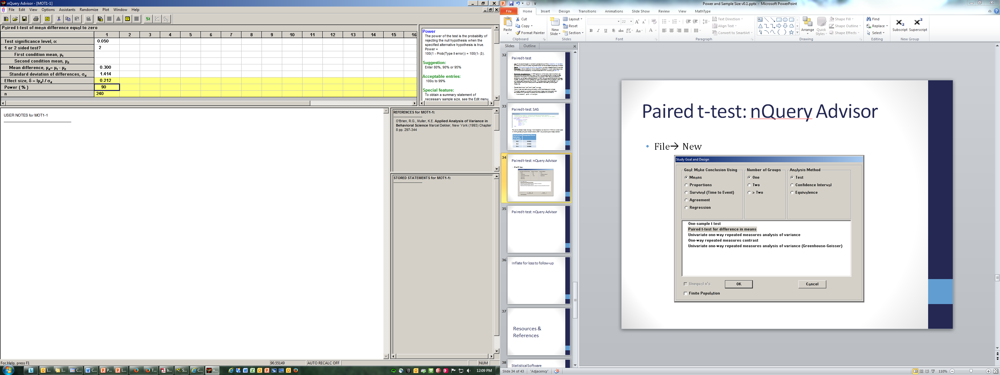 nQuery Advisor - [MOT1-1]
File Edit View Options Assistants Randomize Plot Window Help
St
Paired t-test of mean difference equal to zero
1 2 3 4 5 6 7 8 9 10 11 12 13 14 15 16
Test significance level, α 0.050
1 or 2 sided test? 2
First condition mean, μ₁
Second condition mean, μ₂
Mean difference, μd= μ₁ - μ₂ 0.300
Standard deviation of differences, σd 1.414
Effect size, δ = |μd| / σd 0.212
Power ( % ) 90
n 240
Power
The power of the test is the probability of
rejecting the null hypothesis when the
specified alternative hypothesis is true.
Power =
100(1 - Prob(Type II error)) = 100(1- β).
Suggestion:
Enter 80%, 90% or 95%
Acceptable entries:
100α to 99%
Special feature:
To obtain a summary statement of
necessary sample size, see the Edit menu.
USER NOTES for MOT1-1
REFERENCES for MOT1-1:
O'Brien, R.G., Muller, K.E. Applied Analysis of Variance in
Behavioral Science Marcel Dekker, New York (1993) Chapter
8 pp. 297-344
STORED STATEMENTS for MOT1-1:
For Help, press F1
90.55149
AUTO RECALC OFF
NUM
I... I... C... W C... P... L... T... b... S... C... n...
12:09 PM
Power and Sample Size v0.1.pptx - Microsoft PowerPoint
File Home Insert Design Transitions Animations Slide Show Review View MathType
Paste
Cut
Copy
Format Painter
Clipboard
New
Slide
Layout
Reset
Section
Slides
22
B I U S abc AV Aa A
Font
Text Direction
Align Text
Convert to SmartArt
Paragraph
Arrange
Quick
Styles
Shape Fill
Shape Outline
Shape Effects
Drawing
Find
Replace
Select
Editing
Subscript
Superscript
New Group
Slides Outline
32
Paired t-test
33
Paired t-test: SAS
34
Paired t-test: nQuery Advisor
File→ New
35
Paired t-test: nQuery Advisor
36
Inflate for loss to follow-up
37
Resources &
References
38
Statistical Software
Paired t-test: nQuery Advisor
• File→ New
Study Goal and Design
Goal: Make Conclusion Using
Means
Proportions
Survival (Time to Event)
Agreement
Regression
Number of Groups
One
Two
> Two
Analysis Method
Test
Confidence Interval
Equivalence
One-sample t test
Paired t-test for difference in means
Univariate one-way repeated measures analysis of variance
One-way repeated measures contrast
Univariate one-way repeated measures analysis of variance (Greenhouse-Geisser)
Unequal n's
OK
Cancel
Finite Population
Slide 34 of 43
"Adjacency"
110%